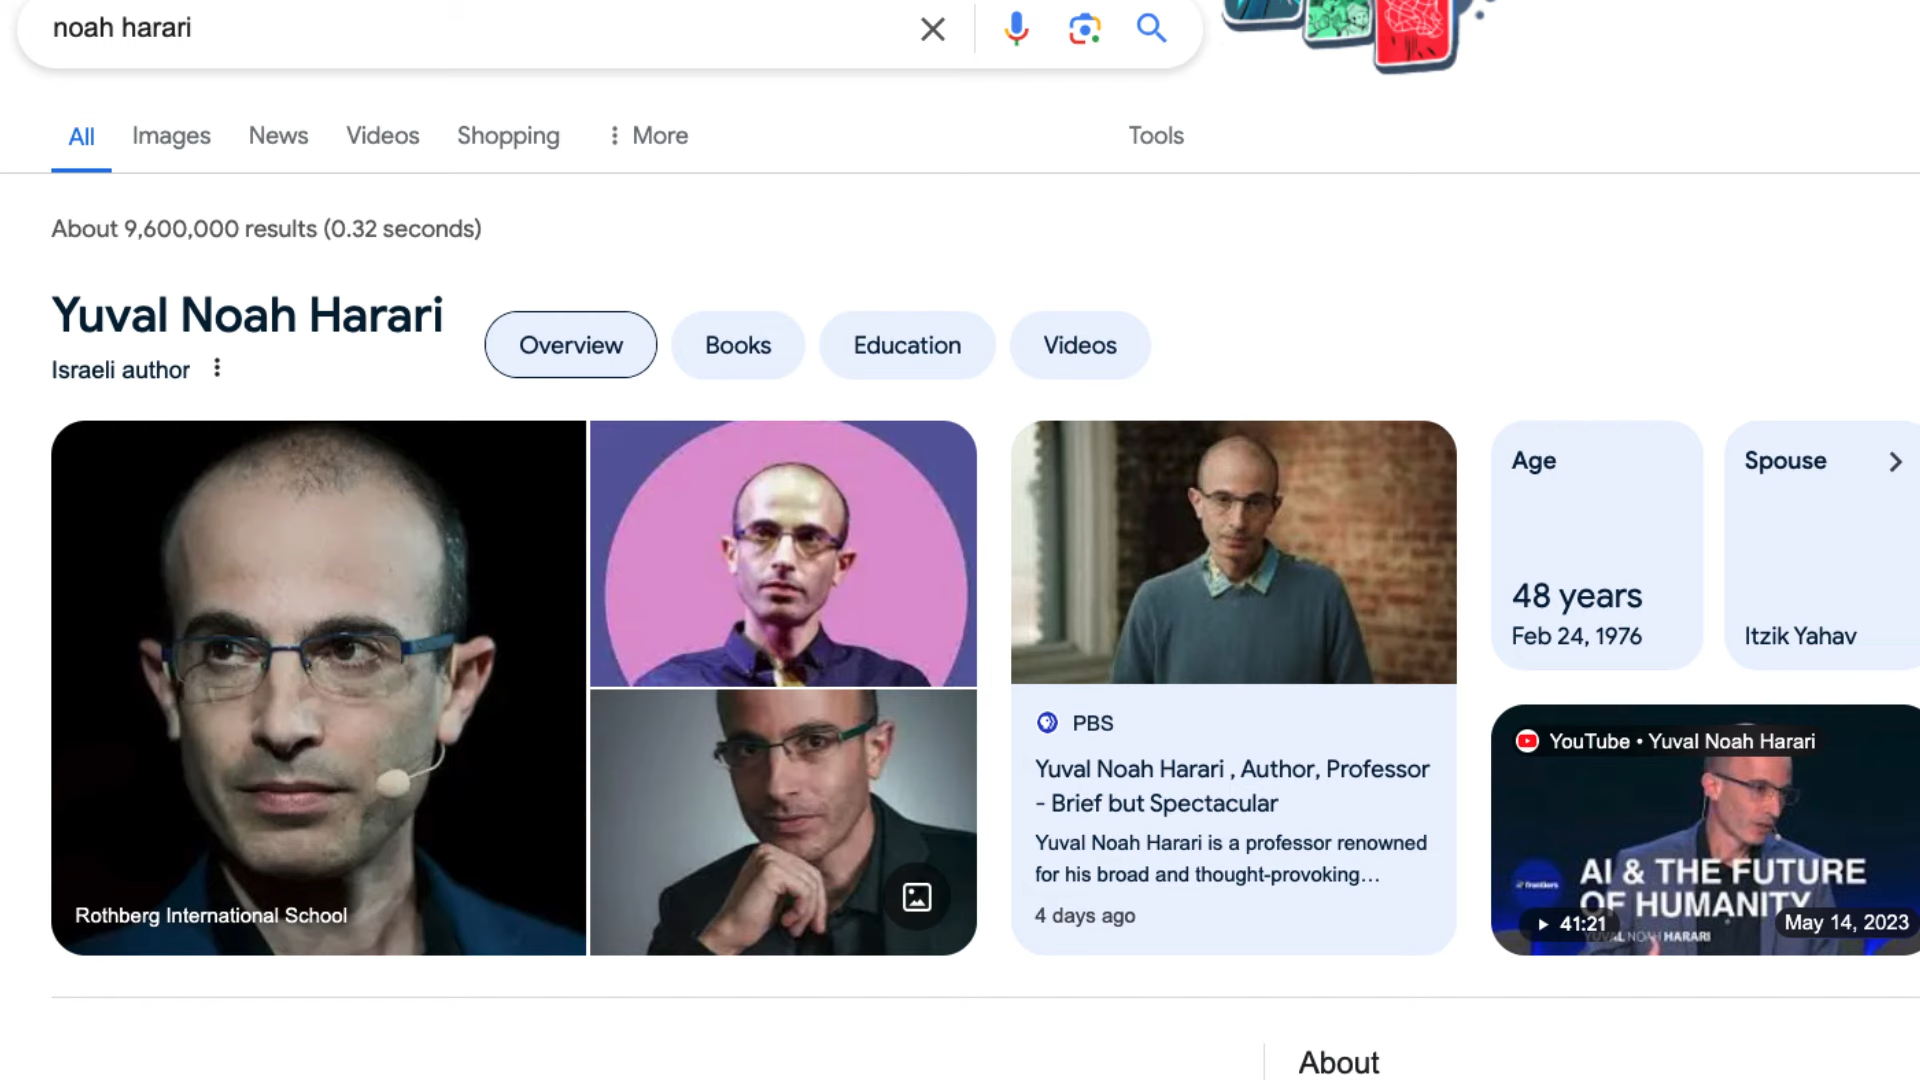 noah harari
All Images News Videos Shopping More Tools
About 9,600,000 results (0.32 seconds)
Yuval Noah Harari
Israeli author
Overview Books Education Videos
Rothberg International School
PBS
Yuval Noah Harari , Author, Professor
- Brief but Spectacular
Yuval Noah Harari is a professor renowned
for his broad and thought-provoking...
4 days ago
Age
48 years
Feb 24, 1976
Spouse
Itzik Yahav
YouTube • Yuval Noah Harari
AI & THE FUTURE
OF HUMANITY
frontiers
YUVAL NOAH HARARI
41:21
May 14, 2023
About